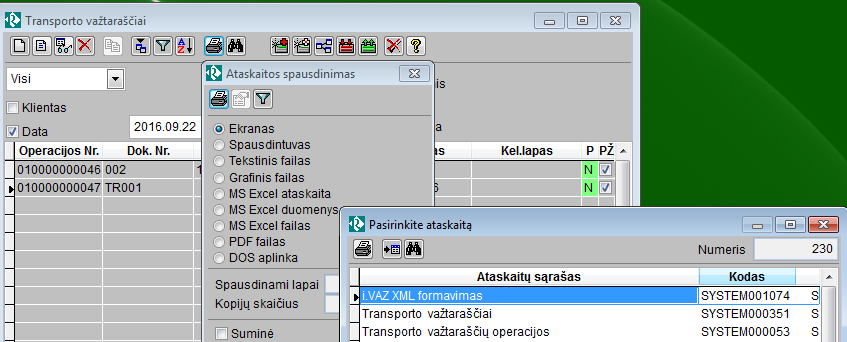 Transporto važtaraščiai
Visi
nis
Klientas
Data 2016.09.22
Operacijos Nr. Dok. Nr. as Kel.lapas P PŽ
010000000046 002 1 N
010000000047 TR001 6 N
Ataskaitos spausdinimas
Ekranas
Spausdintuvas
Tekstinis failas
Grafinis failas
MS Excel ataskaita
MS Excel duomenys
MS Excel failas
PDF failas
DOS aplinka
Spausdinami lapai
Kopijų skaičius
Suminė
Pasirinkite ataskaitą
Numeris 230
Ataskaitų sąrašas Kodas
i.VAZ XML formavimas SYSTEM001074 S
Transporto važtaraščiai SYSTEM000351 S
Transporto važtaraščių operacijos SYSTEM000053 S